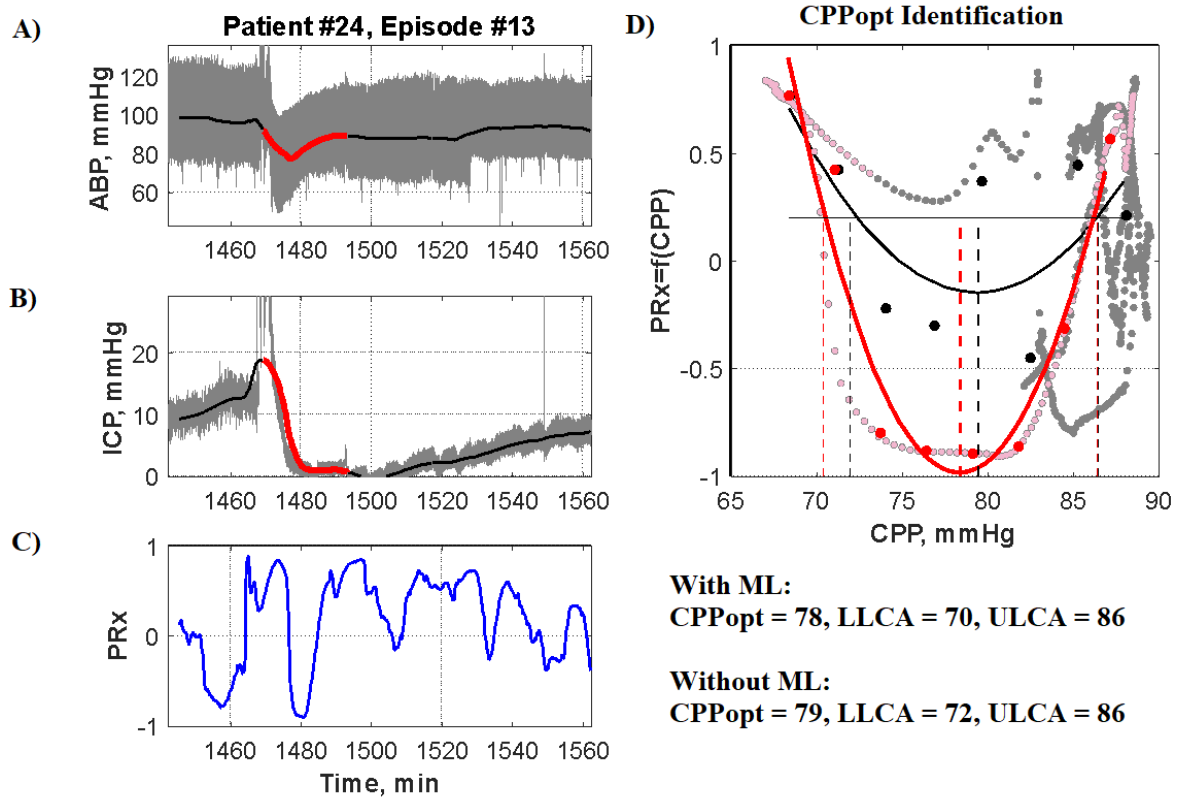 A)
Patient #24, Episode #13
ABP, mmHg
120
100
80
60
1460 1480 1500 1520 1540 1560
B)
ICP, mmHg
20
10
0
1460 1480 1500 1520 1540 1560
C)
PRx
1
0
-1
1460 1480 1500 1520 1540 1560
Time, min
D)
CPPopt Identification
PRx=f(CPP)
1
0.5
0
-0.5
-1
65 70 75 80 85 90
CPP, mmHg
With ML:
CPPopt = 78, LLCA = 70, ULCA = 86
Without ML:
CPPopt = 79, LLCA = 72, ULCA = 86